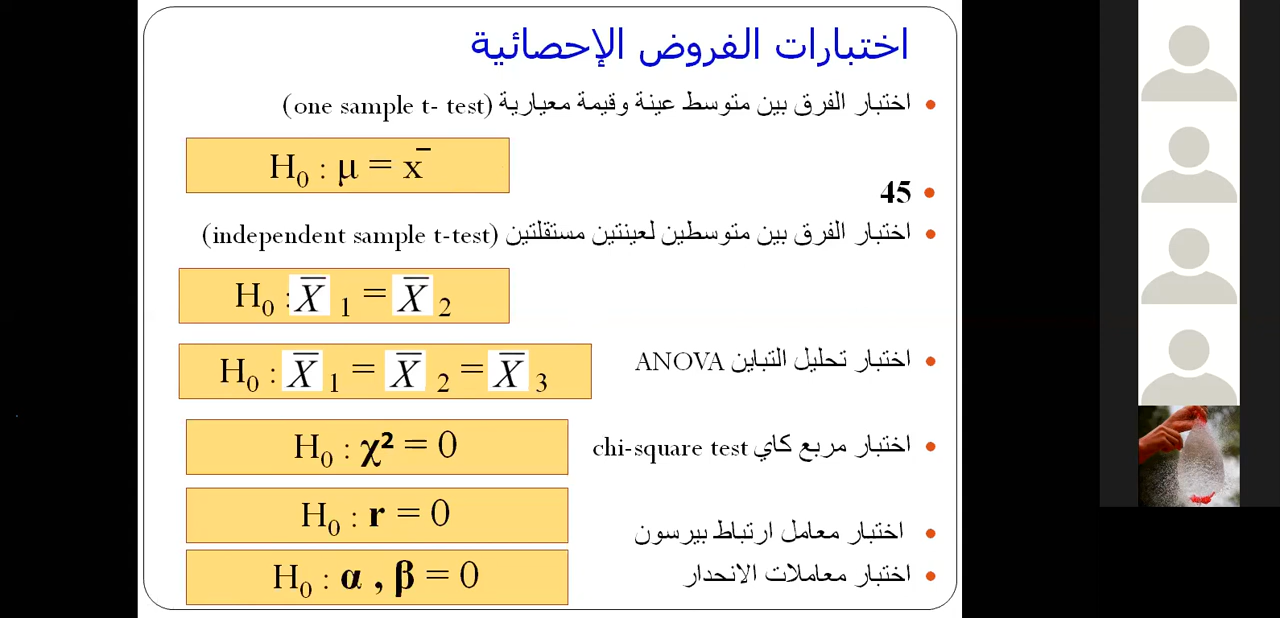 اختبارات الفروض الإحصائية
اختبار الفرق بين متوسط عينة وقيمة معيارية (one sample t- test)
H₀ : μ = x̄
45
اختبار الفرق بين متوسطين لعينتين مستقلتين (independent sample t-test)
H₀ : X̄ ₁ = X̄ ₂
اختبار تحليل التباين ANOVA
H₀ : X̄ ₁ = X̄ ₂ = X̄ ₃
اختبار مربع كاي chi-square test
H₀ : χ² = 0
اختبار معامل ارتباط بيرسون
H₀ : r = 0
اختبار معاملات الانحدار
H₀ : α , β = 0